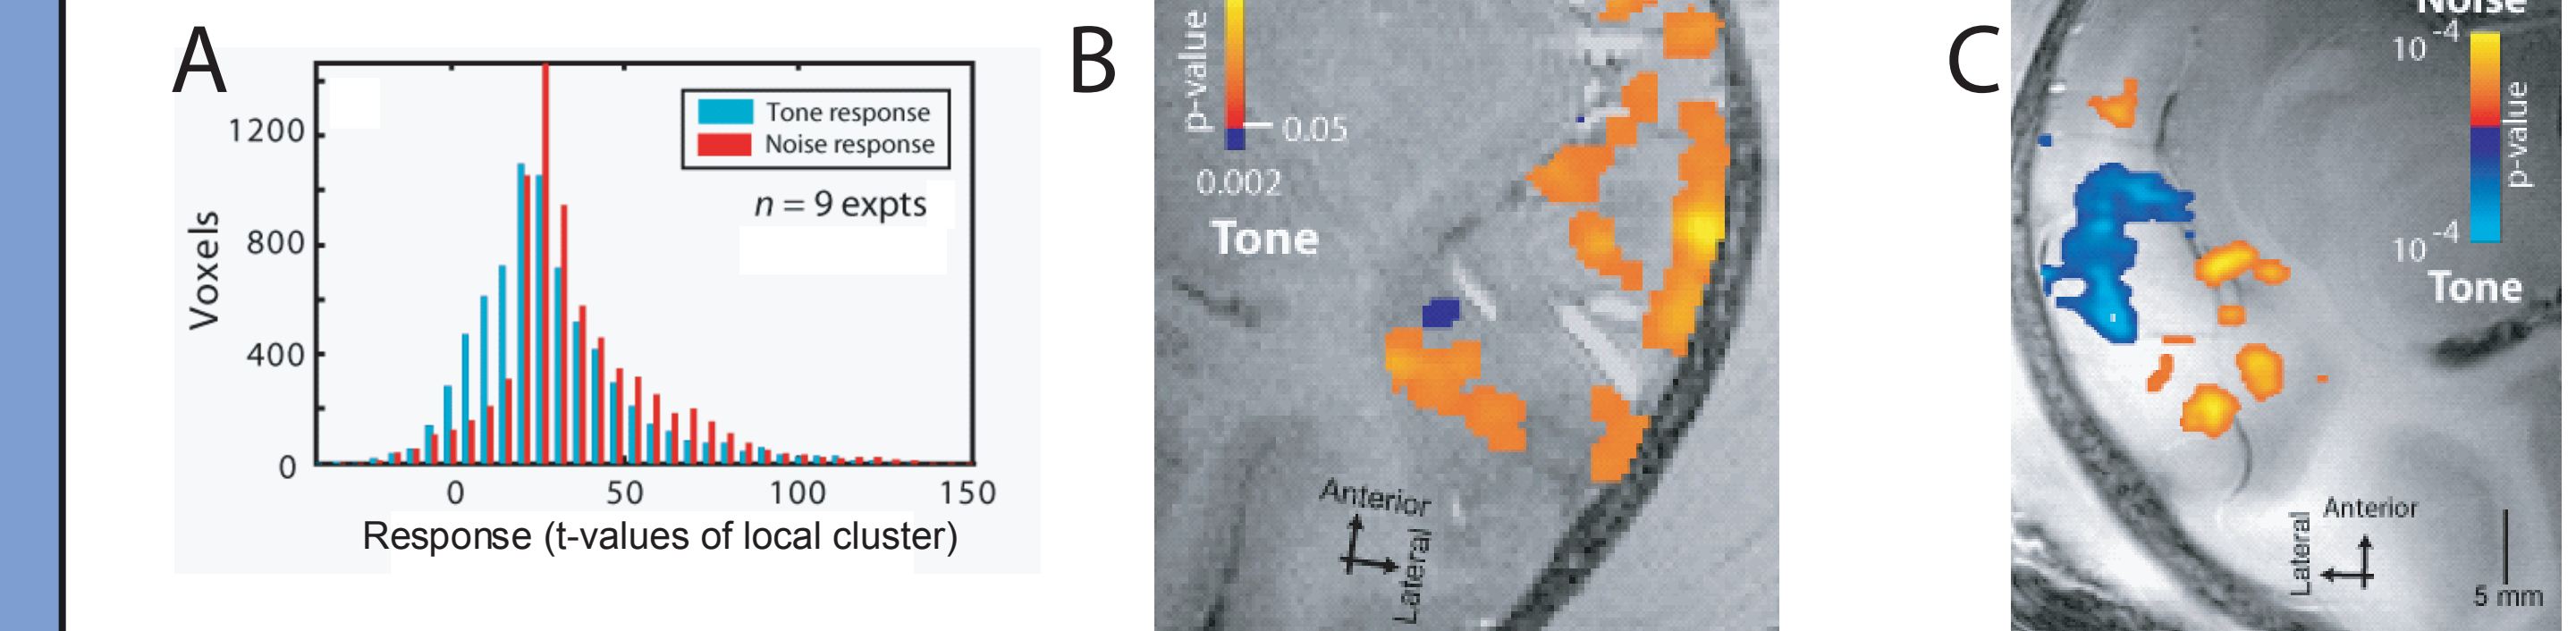 A
1200
800
400
0
Voxels
Tone response
Noise response
n = 9 expts
0
50
100
150
Response (t-values of local cluster)
B
p-value
0.05
0.002
Tone
Anterior
Lateral
C
Noise
10 -4
p-value
10 -4
Tone
Anterior
Lateral
5 mm